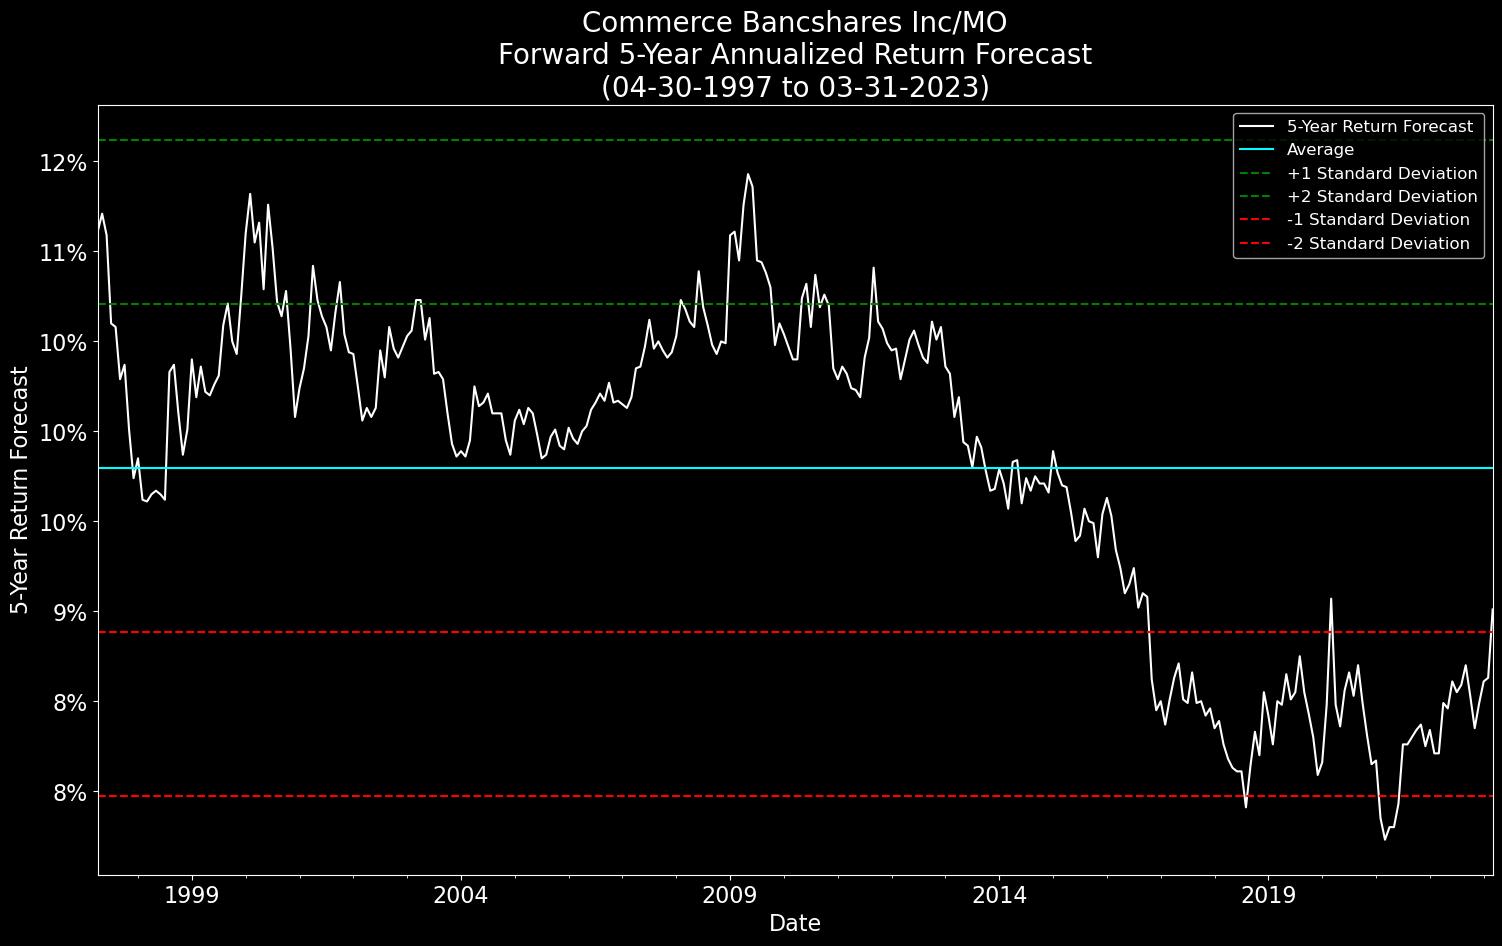 Commerce Bancshares Inc/MO
Forward 5-Year Annualized Return Forecast
(04-30-1997 to 03-31-2023)
5-Year Return Forecast
Average
+1 Standard Deviation
+2 Standard Deviation
-1 Standard Deviation
-2 Standard Deviation
12%
11%
10%
10%
10%
9%
8%
8%
5-Year Return Forecast
1999
2004
2009
2014
2019
Date